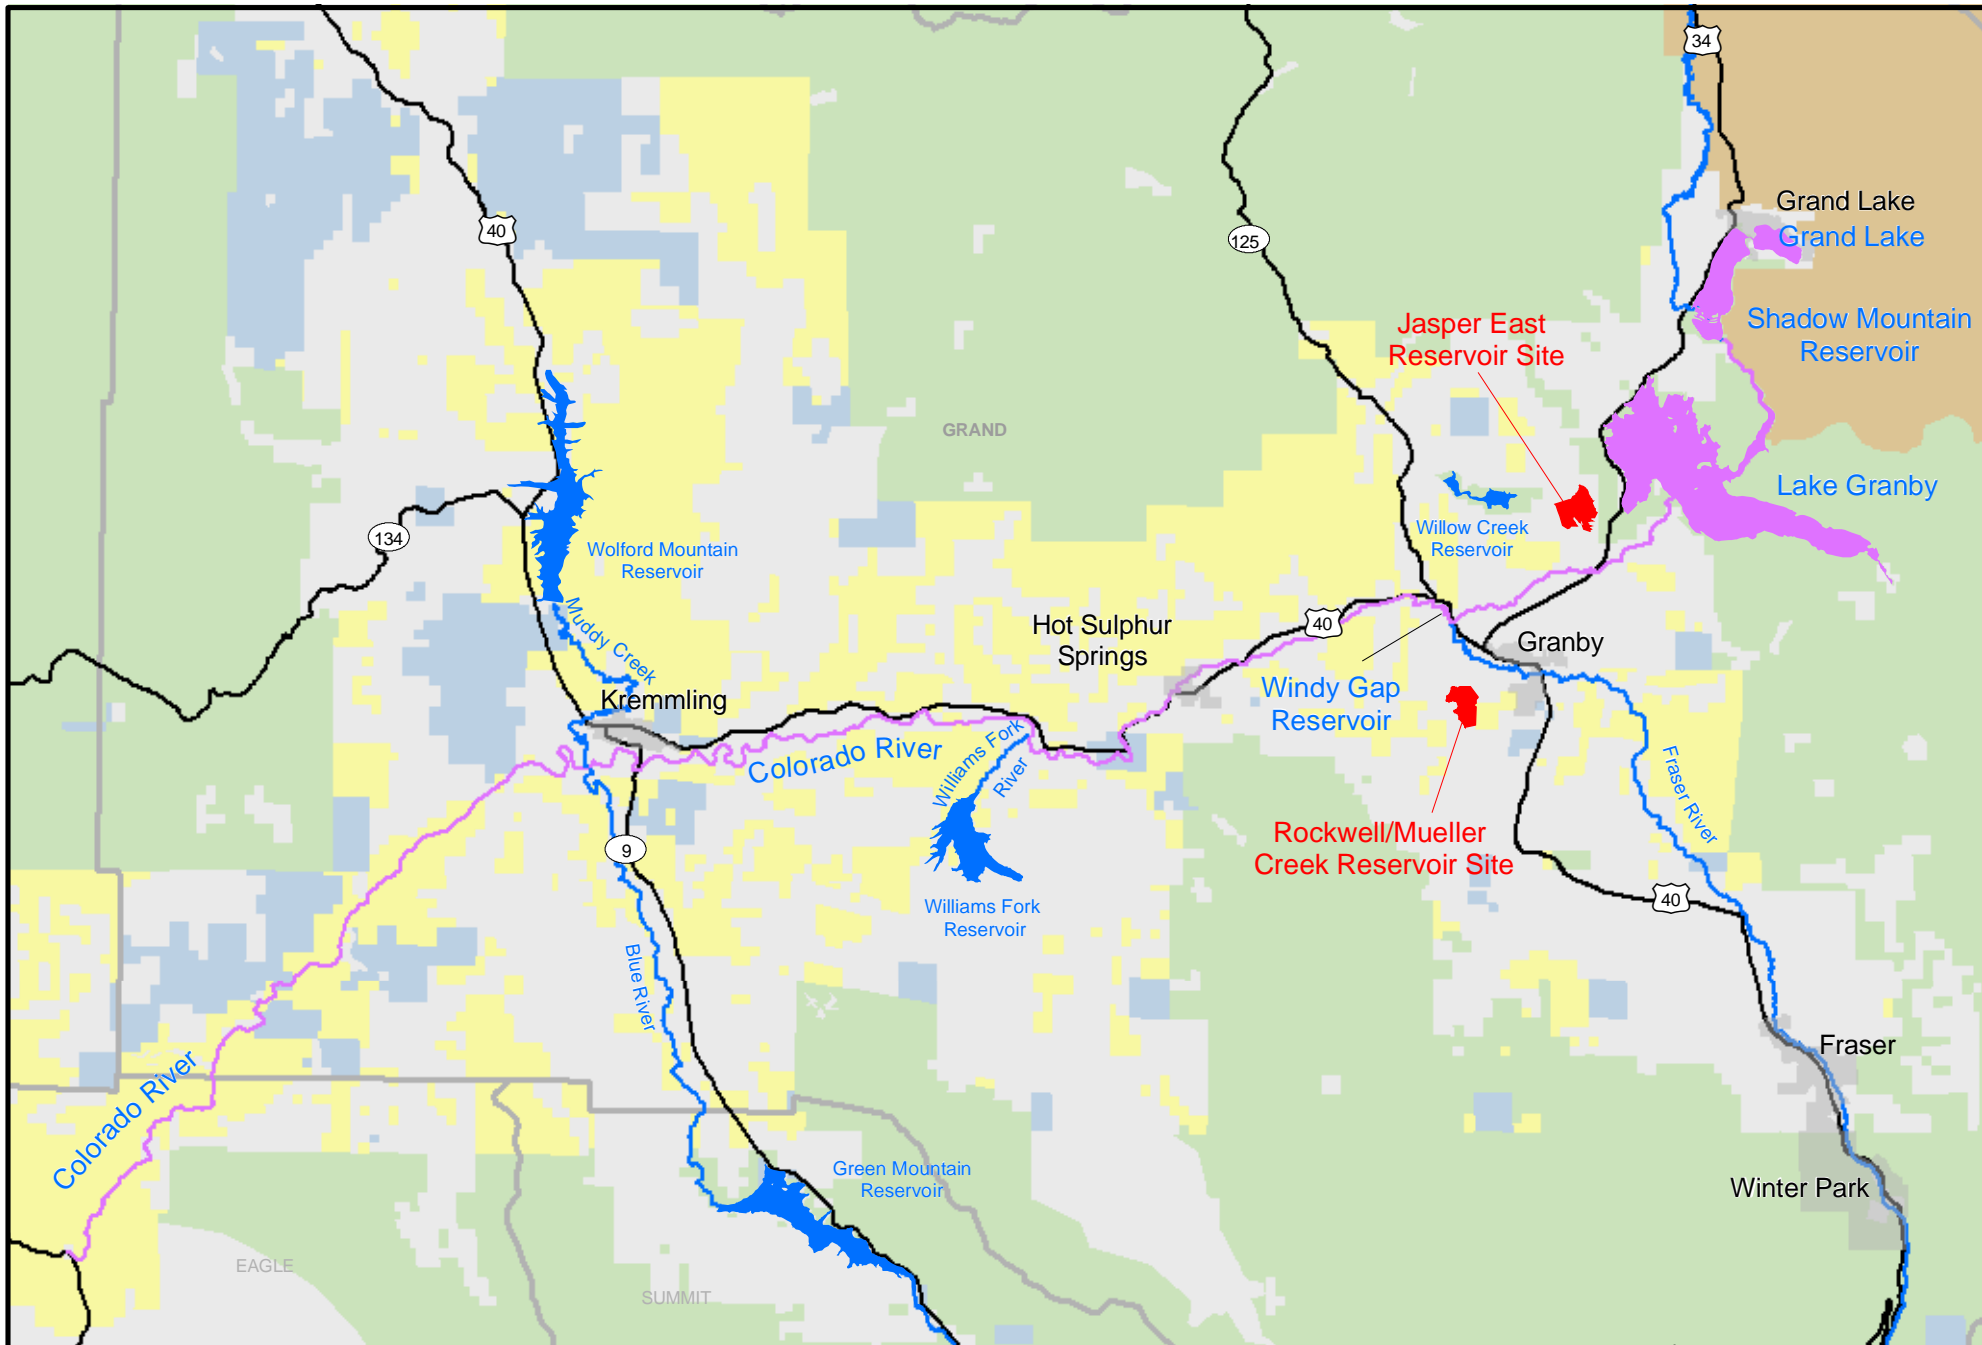 34
Grand Lake
Grand Lake
40
125
Shadow Mountain
Reservoir
Jasper East
Reservoir Site
GRAND
Lake Granby
134
Willow Creek
Reservoir
Wolford Mountain
Reservoir
Muddy Creek
Hot Sulphur
Springs
40
Granby
Windy Gap
Reservoir
Kremmling
Colorado River
Williams Fork
River
Fraser River
Rockwell/Mueller
Creek Reservoir Site
9
40
Williams Fork
Reservoir
Blue River
Fraser
Colorado River
Green Mountain
Reservoir
Winter Park
EAGLE
SUMMIT